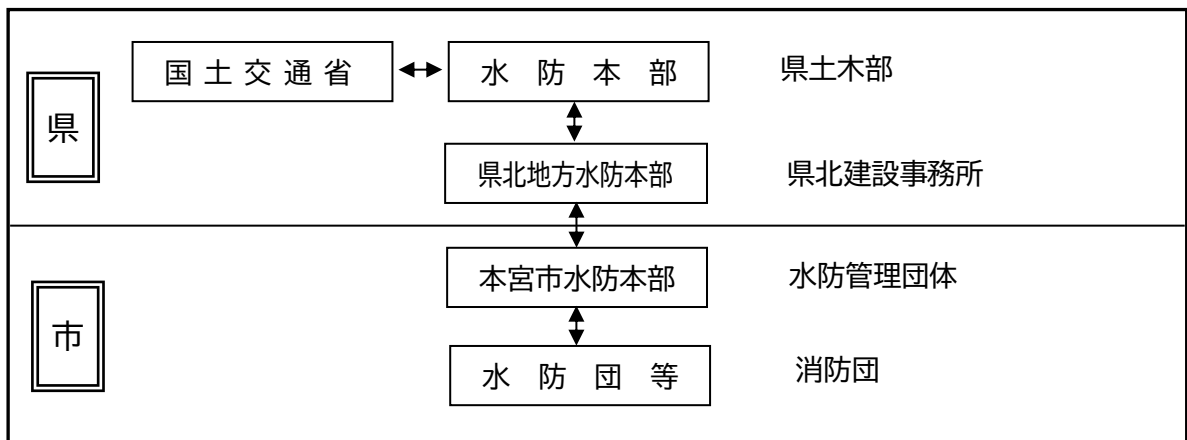 国土交通省 水防本部 県土木部
県
県北地方水防本部 県北建設事務所
本宮市水防本部 水防管理団体
市
水防団等 消防団